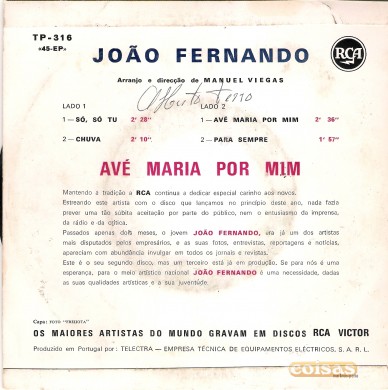 TP-316
«45-EP»
JOÃO FERNANDO
RCA
Arranjo e direcção de MANUEL VIEGAS
LADO 1
1—SÓ, SÓ TU 2' 28"
2—CHUVA 2' 10"
LADO 2
1—AVÉ MARIA POR MIM 2' 36"
2—PARA SEMPRE 1' 57"
AVÉ MARIA POR MIM
Mantendo a tradição a RCA continua a dedicar especial carinho aos novos.
Estreando este artista com o disco que lançamos no princípio deste ano, nada fazia
prever uma tão súbita aceitação por parte do público, nem o entusiasmo da imprensa,
da rádio e da crítica.
Passados apenas dois meses, o jovem JOÃO FERNANDO, era já um dos artistas
mais disputados pelos empresários, e as suas fotos, entrevistas, reportagens e notícias,
apareciam com abundância invulgar em todos os jornais e revistas.
Este é o seu segundo disco, mas um terceiro está já em produção. Se para nós é uma
esperança, para o meio artístico nacional JOÃO FERNANDO é uma necessidade, dadas
as suas qualidades artísticas e a sua juventude.
Capa: FOTO
OS MAIORES ARTISTAS DO MUNDO GRAVAM EM DISCOS RCA VICTOR
Produzido em Portugal por: TELECTRA — EMPRESA TÉCNICA DE EQUIPAMENTOS ELÉCTRICOS, S. A. R. L.
coisas